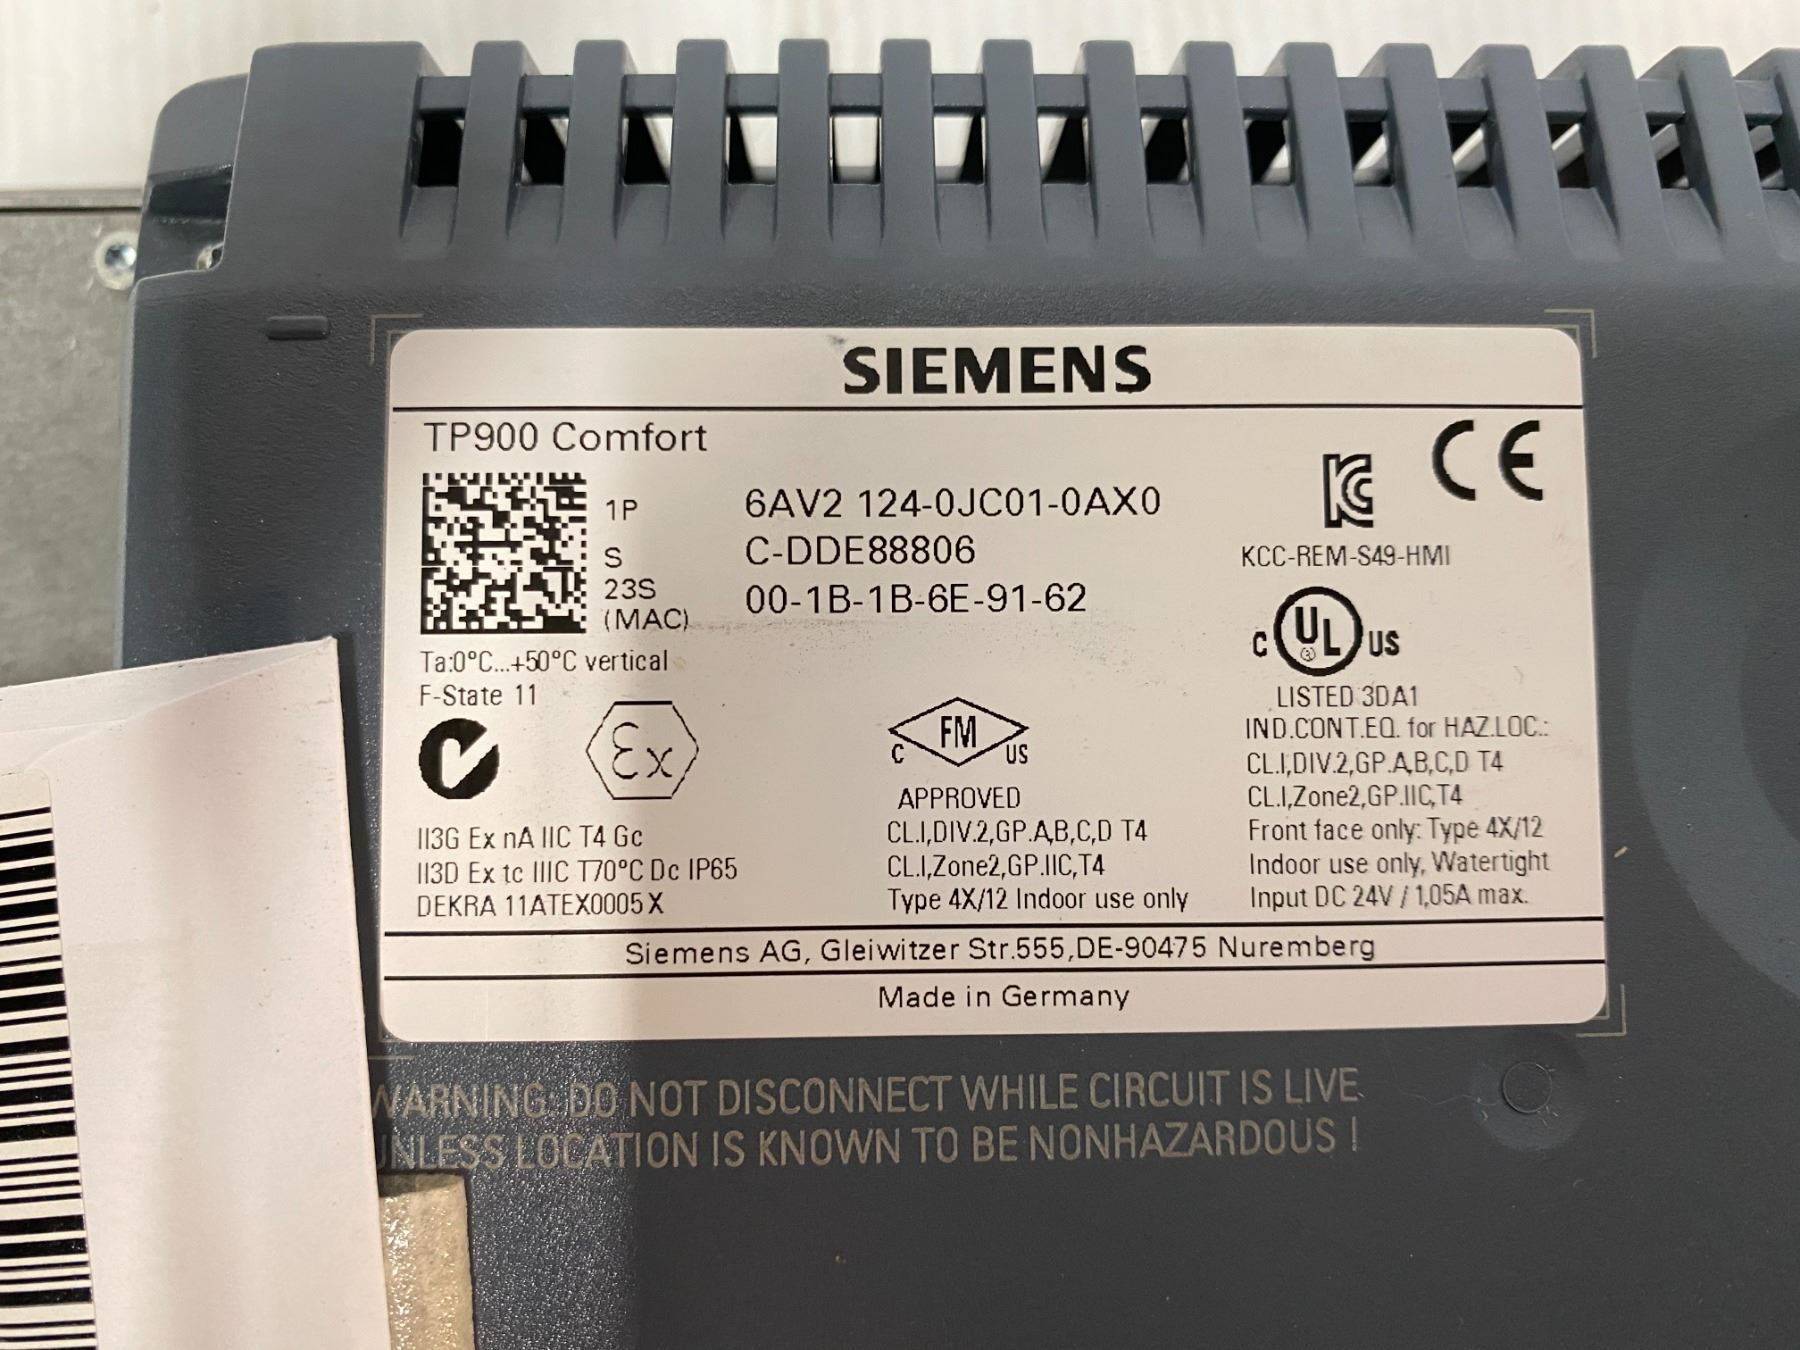 SIEMENS
TP900 Comfort
1P 6AV2 124-0JC01-0AX0
S C-DDE88806
23S
(MAC) 00-1B-1B-6E-91-62
KCC-REM-S49-HMI
CE
Ta:0°C...+50°C vertical
F-State 11
Ex
II3G Ex nA IIC T4 Gc
II3D Ex tc IIIC T70°C Dc IP65
DEKRA 11ATEX0005 X
C FM US
APPROVED
CL.I,DIV.2,GP.A,B,C,D T4
CL.I,Zone2,GP.IIC,T4
Type 4X/12 Indoor use only
C UL US
LISTED 3DA1
IND.CONT.EQ. for HAZ.LOC.:
CL.I,DIV.2,GP.A,B,C,D T4
CL.I,Zone2,GP.IIC,T4
Front face only: Type 4X/12
Indoor use only, Watertight
Input DC 24V / 1,05A max.
Siemens AG, Gleiwitzer Str.555,DE-90475 Nuremberg
Made in Germany
WARNING: DO NOT DISCONNECT WHILE CIRCUIT IS LIVE
UNLESS LOCATION IS KNOWN TO BE NONHAZARDOUS !